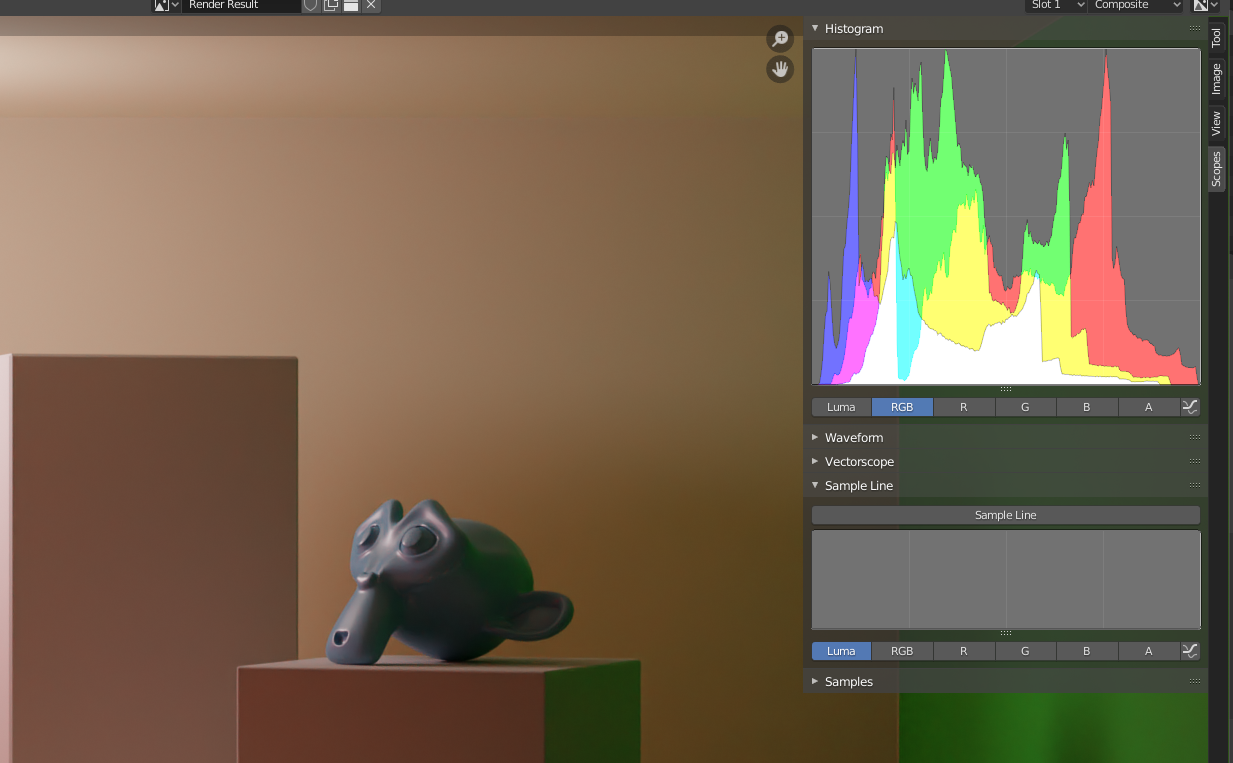 Render Result
Slot 1
Composite
Histogram
Luma RGB R G B A
Waveform
Vectorscope
Sample Line
Sample Line
Luma RGB R G B A
Samples
Tool
Image
View
Scopes